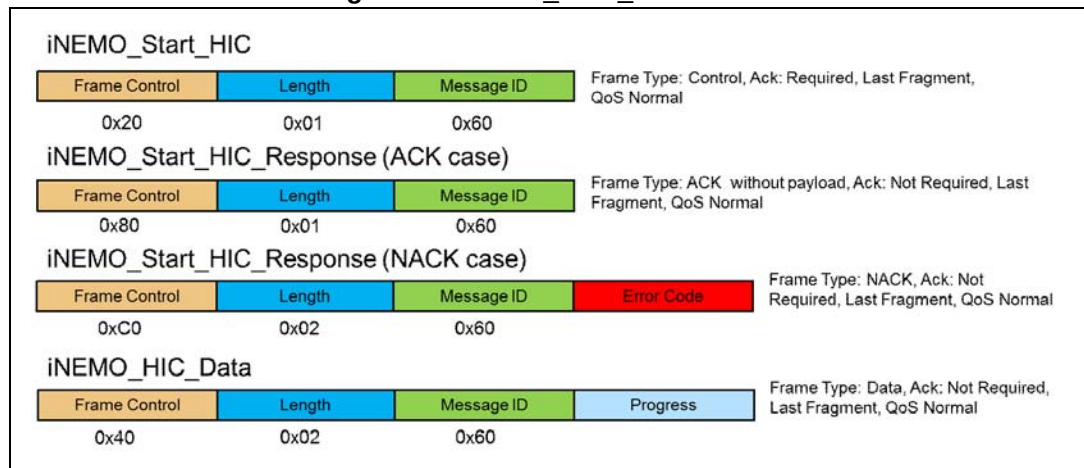 iNEMO_Start_HIC
Frame Control Length Message ID
Frame Type: Control, Ack: Required, Last Fragment,
QoS Normal
0x20 0x01 0x60
iNEMO_Start_HIC_Response (ACK case)
Frame Control Length Message ID
Frame Type: ACK without payload, Ack: Not Required, Last
Fragment, QoS Normal
0x80 0x01 0x60
iNEMO_Start_HIC_Response (NACK case)
Frame Control Length Message ID Error Code
Frame Type: NACK, Ack: Not
Required, Last Fragment, QoS Normal
0xC0 0x02 0x60
iNEMO_HIC_Data
Frame Control Length Message ID Progress
Frame Type: Data, Ack: Not Required,
Last Fragment, QoS Normal
0x40 0x02 0x60